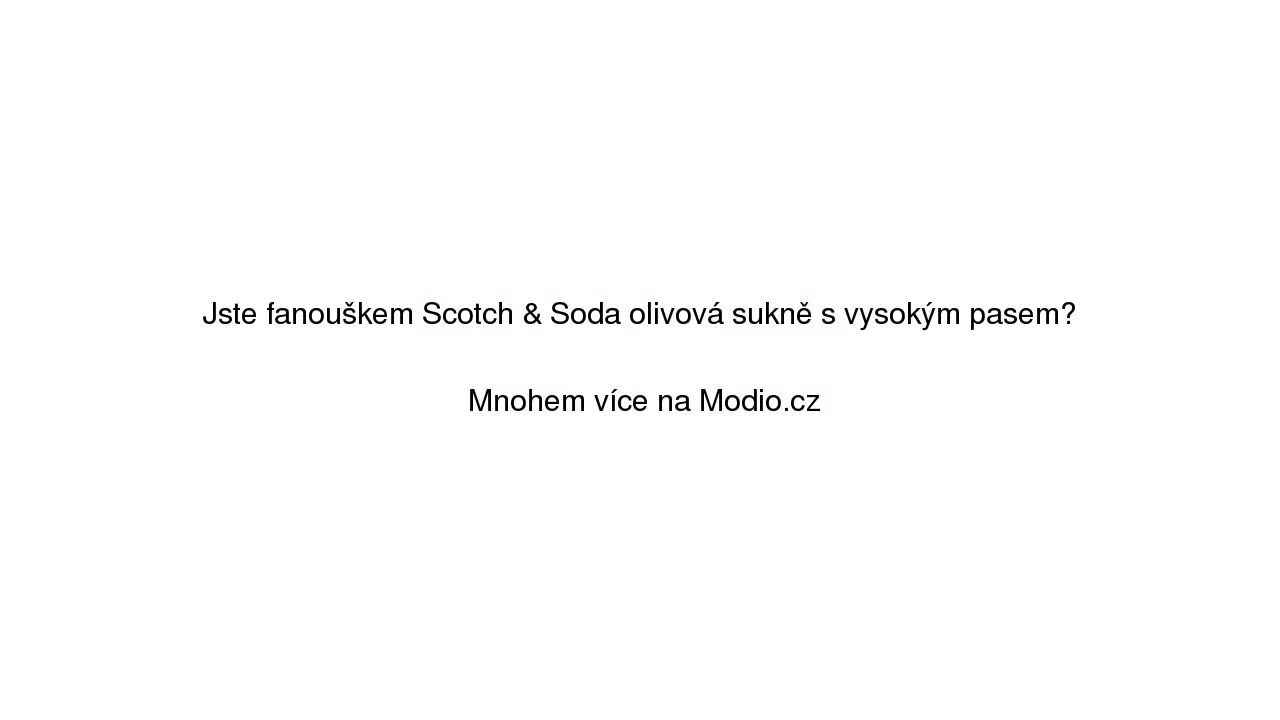 Jste fanouškem Scotch & Soda olivová sukně s vysokým pasem?
Mnohem více na Modio.cz